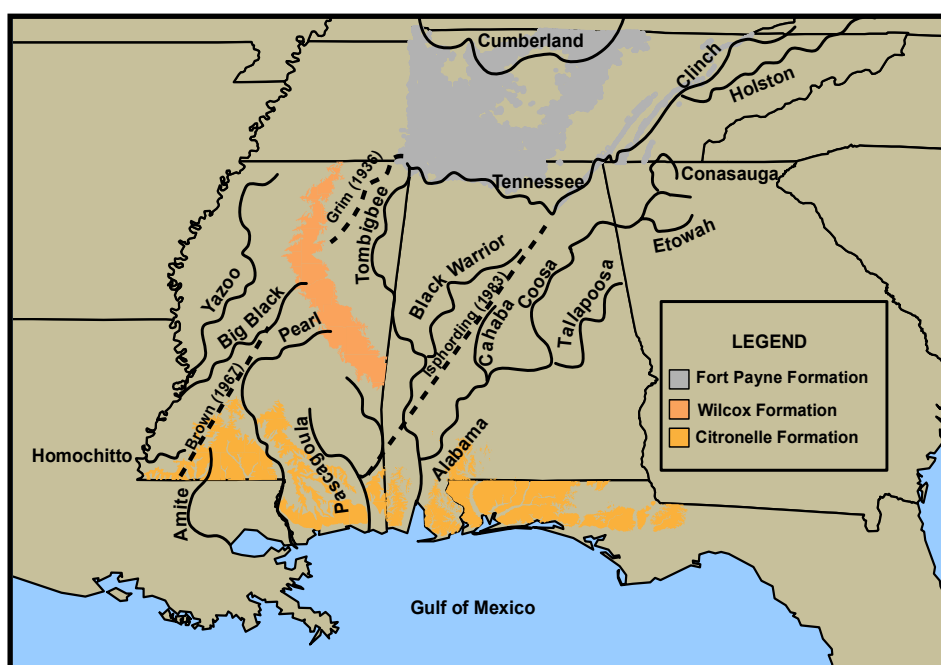 Cumberland
Clinch
Holston
Grim (1936)
Tombigbee
Tennessee
Conasauga
Etowah
Yazoo
Big Black
Pearl
Black Warrior
Isphording (1983)
Cahaba
Coosa
Tallapoosa
Brown (1967)
Homochitto
Amite
Pascagoula
Alabama
LEGEND
Fort Payne Formation
Wilcox Formation
Citronelle Formation
Gulf of Mexico